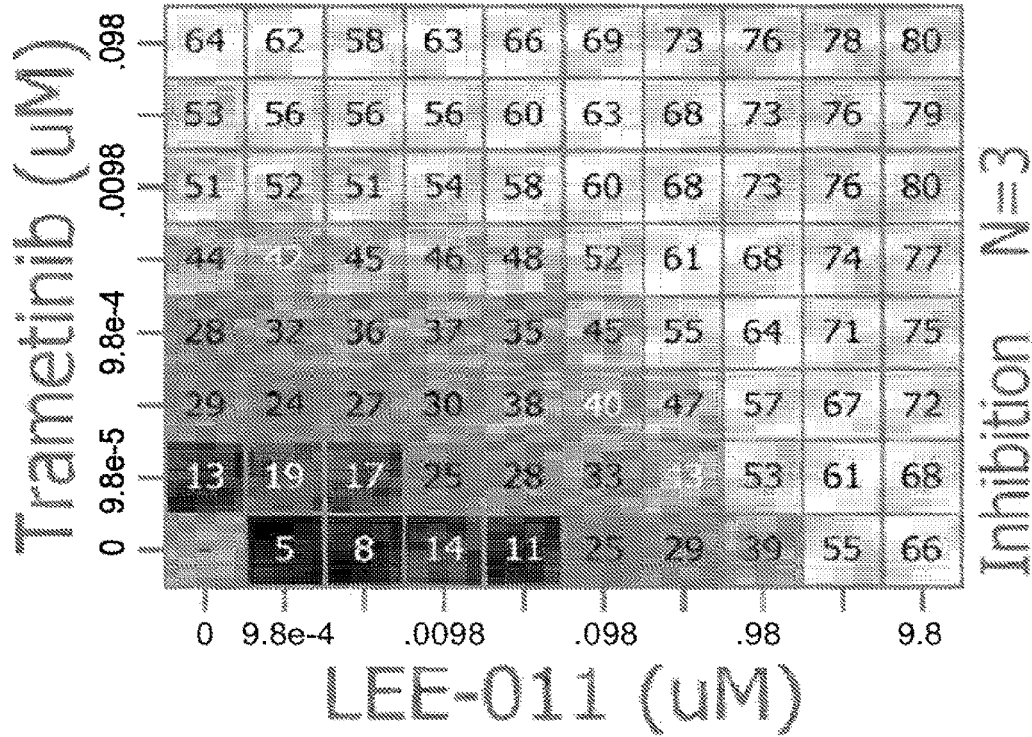 Trametinib (uM)
.098
.0098
9.8e-4
9.8e-5
0
64 62 58 63 66 69 73 76 78 80
53 56 56 56 60 63 68 73 76 79
51 52 51 54 58 60 68 73 76 80
44 45 46 48 52 61 68 74 77
28 32 36 37 35 45 55 64 71 75
29 24 27 30 38 40 47 57 67 72
13 19 17 25 28 33 53 61 68
- 5 8 14 11 25 29 39 55 66
0 9.8e-4 .0098 .098 .98 9.8
LEE-011 (uM)
Inhibition N=3